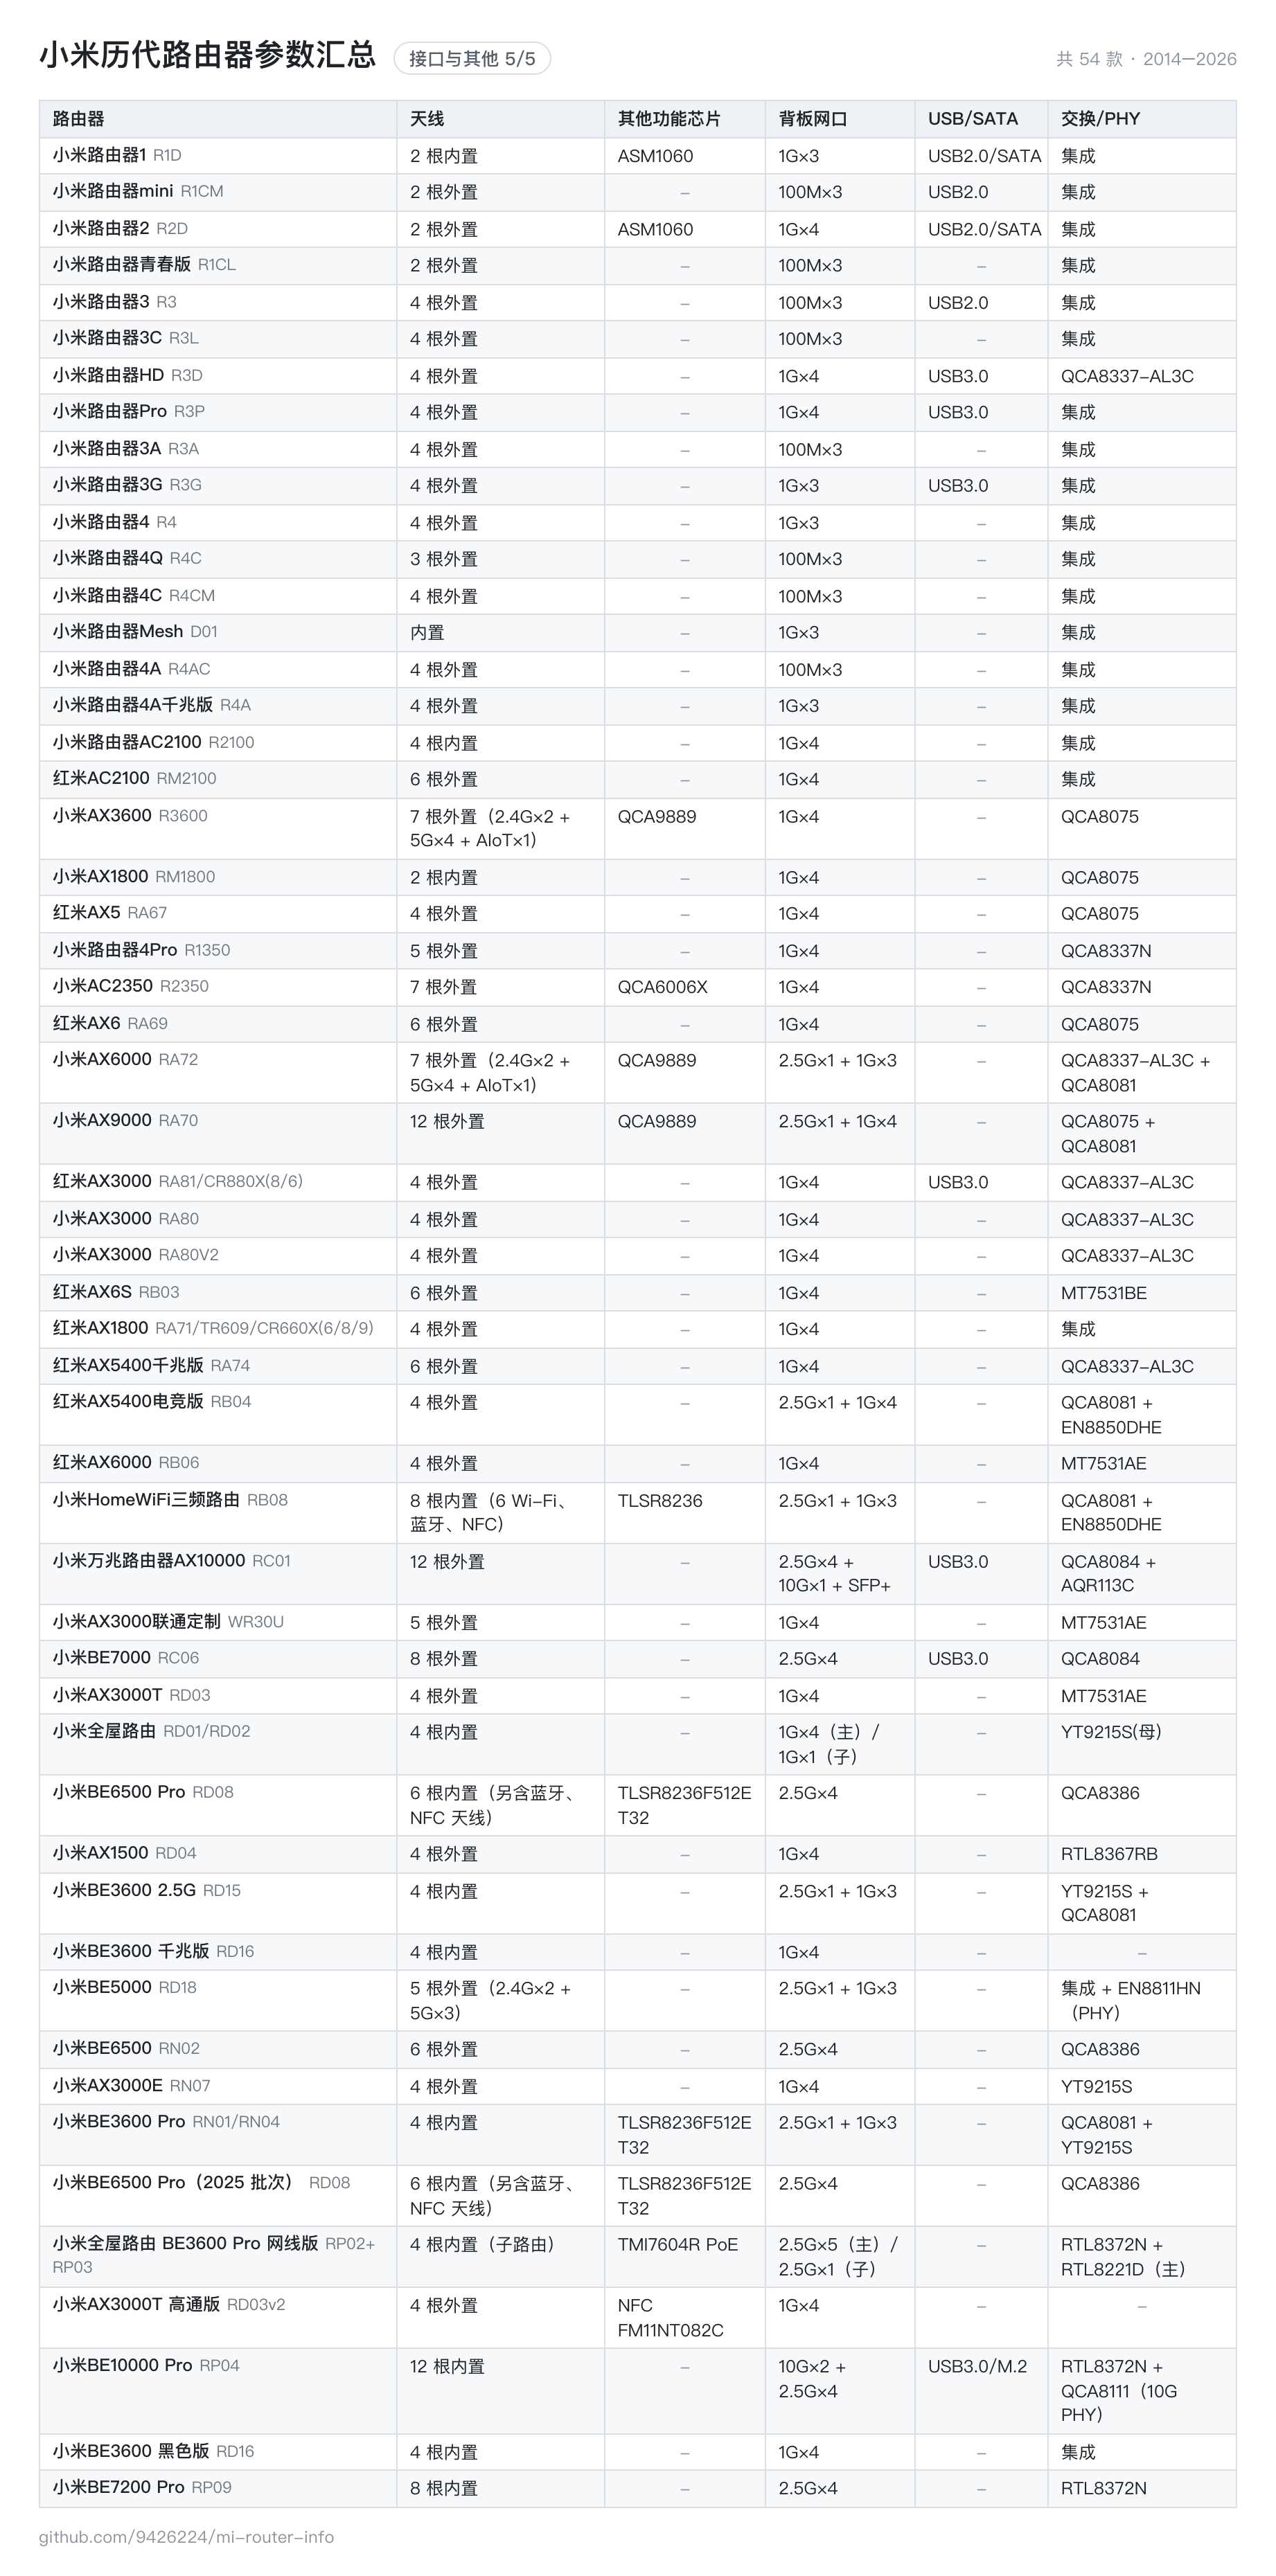 小米历代路由器参数汇总 接口与其他 5/5 共 54 款 · 2014—2026
路由器 天线 其他功能芯片 背板网口 USB/SATA 交换/PHY
小米路由器1 R1D 2 根内置 ASM1060 1G×3 USB2.0/SATA 集成
小米路由器mini R1CM 2 根外置 – 100M×3 USB2.0 集成
小米路由器2 R2D 2 根外置 ASM1060 1G×4 USB2.0/SATA 集成
小米路由器青春版 R1CL 2 根外置 – 100M×3 – 集成
小米路由器3 R3 4 根外置 – 100M×3 USB2.0 集成
小米路由器3C R3L 4 根外置 – 100M×3 – 集成
小米路由器HD R3D 4 根外置 – 1G×4 USB3.0 QCA8337-AL3C
小米路由器Pro R3P 4 根外置 – 1G×4 USB3.0 集成
小米路由器3A R3A 4 根外置 – 100M×3 – 集成
小米路由器3G R3G 4 根外置 – 1G×3 USB3.0 集成
小米路由器4 R4 4 根外置 – 1G×3 – 集成
小米路由器4Q R4C 3 根外置 – 100M×3 – 集成
小米路由器4C R4CM 4 根外置 – 100M×3 – 集成
小米路由器Mesh D01 内置 – 1G×3 – 集成
小米路由器4A R4AC 4 根外置 – 100M×3 – 集成
小米路由器4A千兆版 R4A 4 根外置 – 1G×3 – 集成
小米路由器AC2100 R2100 4 根内置 – 1G×4 – 集成
红米AC2100 RM2100 6 根外置 – 1G×4 – 集成
小米AX3600 R3600 7 根外置（2.4G×2 + QCA9889 1G×4 – QCA8075
5G×4 + AIoT×1）
小米AX1800 RM1800 2 根内置 – 1G×4 – QCA8075
红米AX5 RA67 4 根外置 – 1G×4 – QCA8075
小米路由器4Pro R1350 5 根外置 – 1G×4 – QCA8337N
小米AC2350 R2350 7 根外置 QCA6006X 1G×4 – QCA8337N
红米AX6 RA69 6 根外置 – 1G×4 – QCA8075
小米AX6000 RA72 7 根外置（2.4G×2 + QCA9889 2.5G×1 + 1G×3 – QCA8337-AL3C +
5G×4 + AIoT×1） QCA8081
小米AX9000 RA70 12 根外置 QCA9889 2.5G×1 + 1G×4 – QCA8075 +
QCA8081
红米AX3000 RA81/CR880X(8/6) 4 根外置 – 1G×4 USB3.0 QCA8337-AL3C
小米AX3000 RA80 4 根外置 – 1G×4 – QCA8337-AL3C
小米AX3000 RA80V2 4 根外置 – 1G×4 – QCA8337-AL3C
红米AX6S RB03 6 根外置 – 1G×4 – MT7531BE
红米AX1800 RA71/TR609/CR660X(6/8/9) 4 根外置 – 1G×4 – 集成
红米AX5400千兆版 RA74 6 根外置 – 1G×4 – QCA8337-AL3C
红米AX5400电竞版 RB04 4 根外置 – 2.5G×1 + 1G×4 – QCA8081 +
EN8850DHE
红米AX6000 RB06 4 根外置 – 1G×4 – MT7531AE
小米HomeWiFi三频路由 RB08 8 根内置（6 Wi-Fi、 TLSR8236 2.5G×1 + 1G×3 – QCA8081 +
蓝牙、NFC） EN8850DHE
小米万兆路由器AX10000 RC01 12 根外置 – 2.5G×4 + USB3.0 QCA8084 +
10G×1 + SFP+ AQR113C
小米AX3000联通定制 WR30U 5 根外置 – 1G×4 – MT7531AE
小米BE7000 RC06 8 根外置 – 2.5G×4 USB3.0 QCA8084
小米AX3000T RD03 4 根外置 – 1G×4 – MT7531AE
小米全屋路由 RD01/RD02 4 根内置 – 1G×4（主）/ – YT9215S(母)
1G×1（子）
小米BE6500 Pro RD08 6 根内置（另含蓝牙、 TLSR8236F512E 2.5G×4 – QCA8386
NFC 天线） T32
小米AX1500 RD04 4 根外置 – 1G×4 – RTL8367RB
小米BE3600 2.5G RD15 4 根内置 – 2.5G×1 + 1G×3 – YT9215S +
QCA8081
小米BE3600 千兆版 RD16 4 根内置 – 1G×4 – –
小米BE5000 RD18 5 根外置（2.4G×2 + – 2.5G×1 + 1G×3 – 集成 + EN8811HN
5G×3） （PHY）
小米BE6500 RN02 6 根外置 – 2.5G×4 – QCA8386
小米AX3000E RN07 4 根外置 – 1G×4 – YT9215S
小米BE3600 Pro RN01/RN04 4 根内置 TLSR8236F512E 2.5G×1 + 1G×3 – QCA8081 +
T32 YT9215S
小米BE6500 Pro（2025 批次） RD08 6 根内置（另含蓝牙、 TLSR8236F512E 2.5G×4 – QCA8386
NFC 天线） T32
小米全屋路由 BE3600 Pro 网线版 RP02+ 4 根内置（子路由） TMI7604R PoE 2.5G×5（主）/ – RTL8372N +
RP03 2.5G×1（子） RTL8221D（主）
小米AX3000T 高通版 RD03v2 4 根外置 NFC 1G×4 – –
FM11NT082C
小米BE10000 Pro RP04 12 根内置 – 10G×2 + USB3.0/M.2 RTL8372N +
2.5G×4 QCA8111（10G
PHY）
小米BE3600 黑色版 RD16 4 根内置 – 1G×4 – 集成
小米BE7200 Pro RP09 8 根内置 – 2.5G×4 – RTL8372N
github.com/9426224/mi-router-info